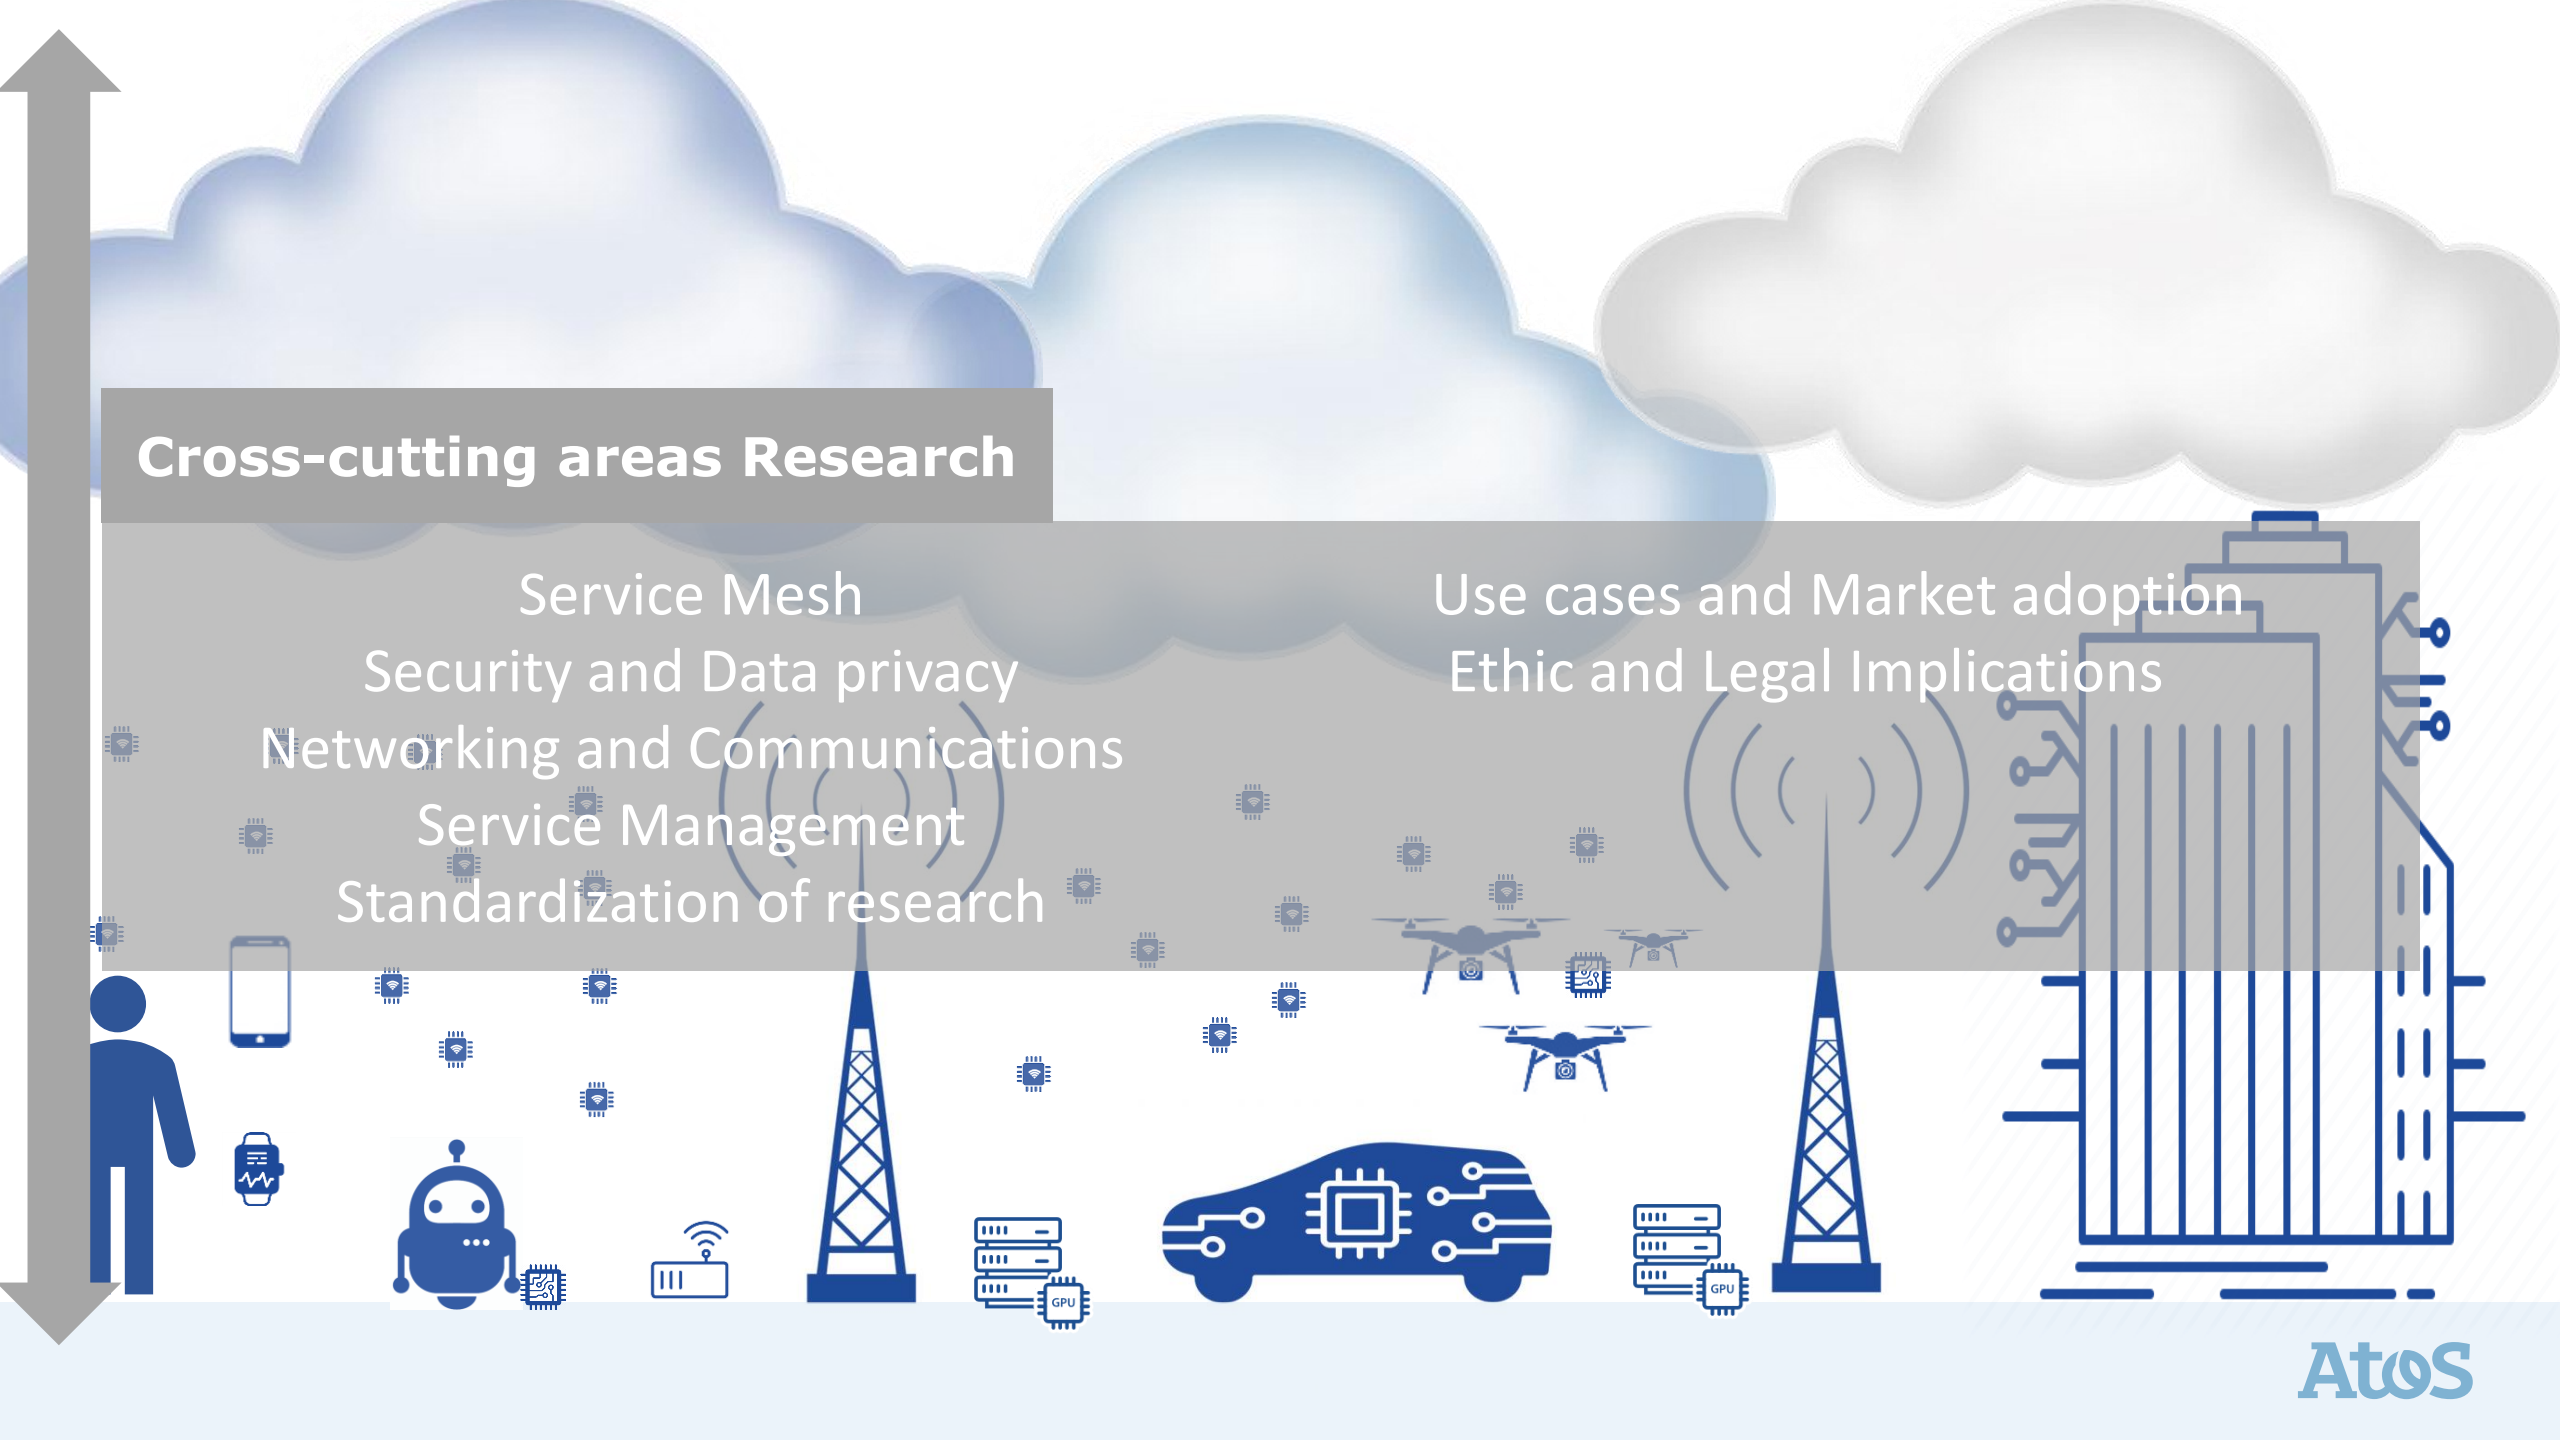 Cross-cutting areas Research
Service Mesh
Security and Data privacy
Networking and Communications
Service Management
Standardization of research
Use cases and Market adoption
Ethic and Legal Implications
GPU
GPU
Atos